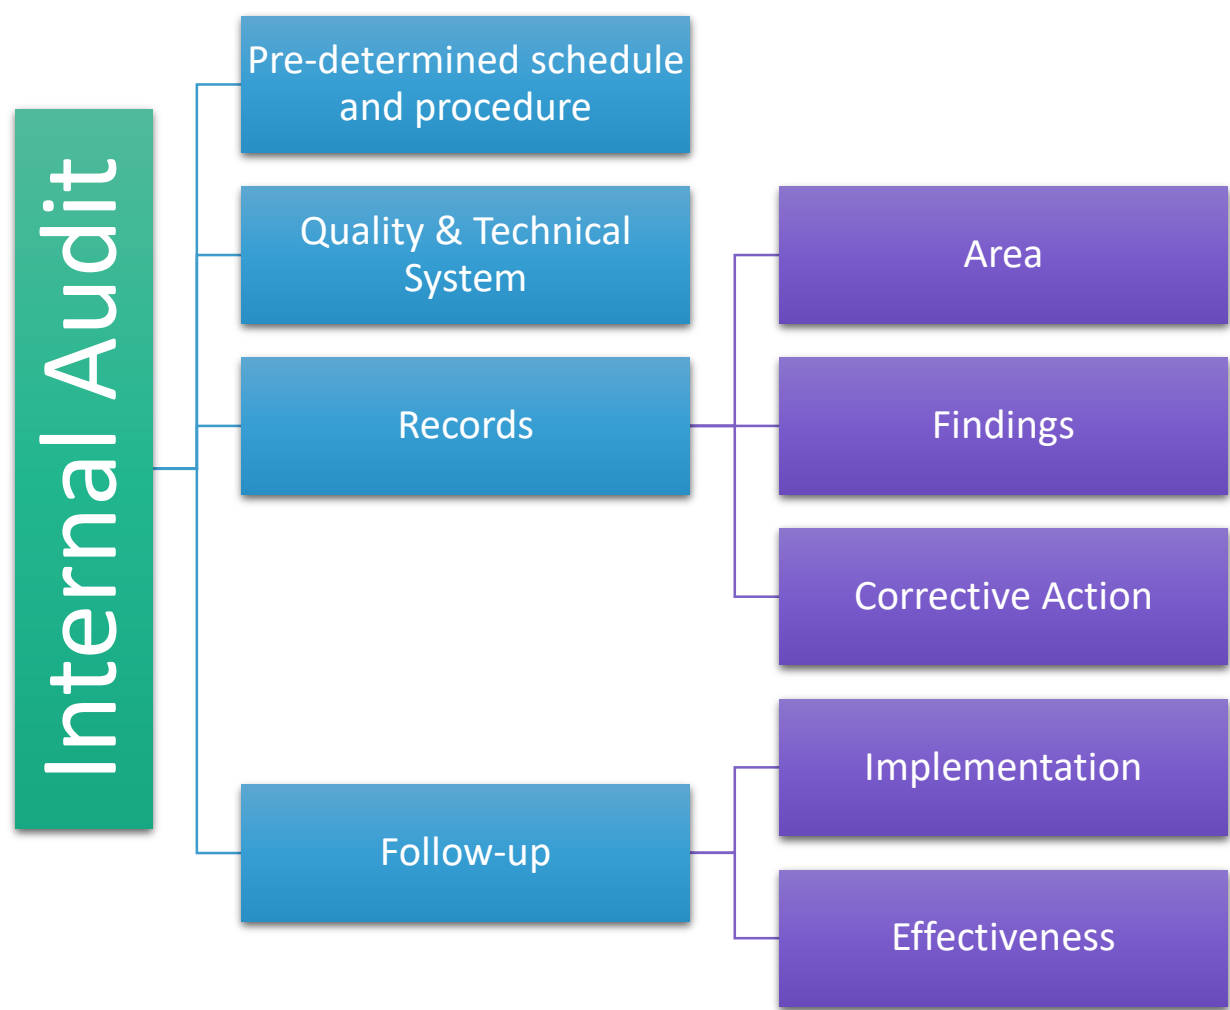 Internal Audit
Pre-determined schedule
and procedure
Quality & Technical
System
Records
Area
Findings
Corrective Action
Follow-up
Implementation
Effectiveness